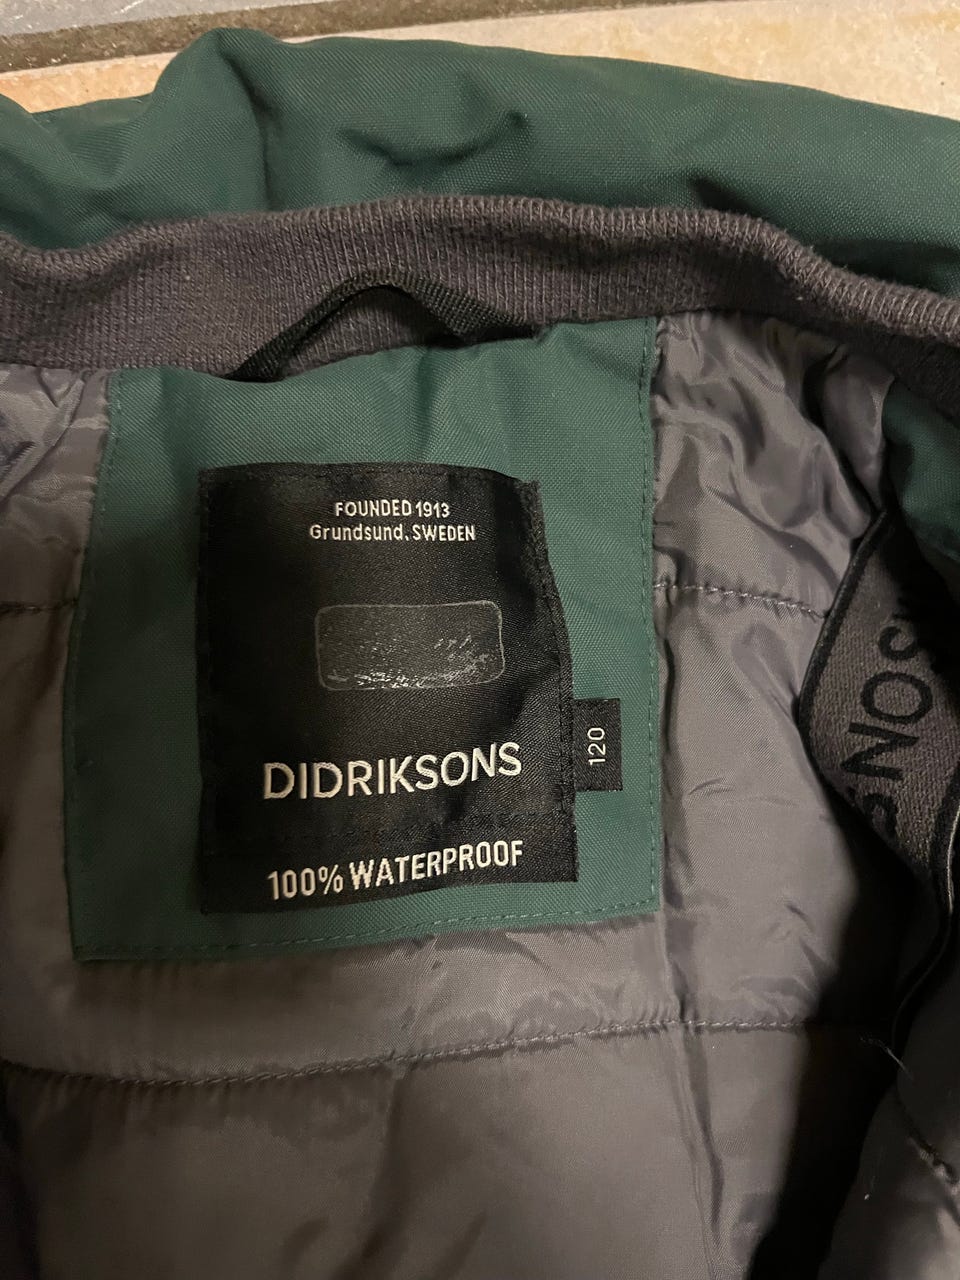 FOUNDED 1913
Grundsund, SWEDEN
DIDRIKSONS
120
100% WATERPROOF